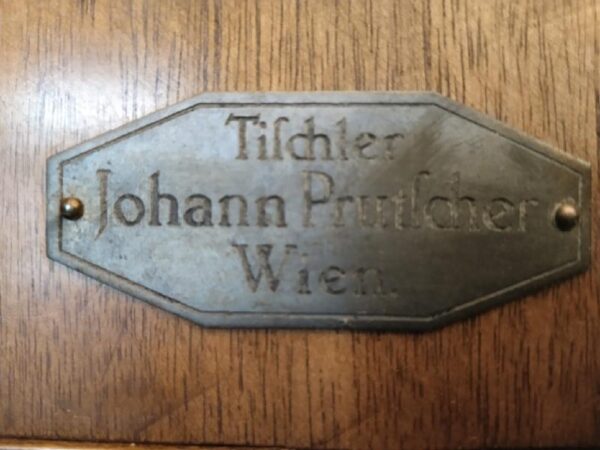 Tiſchler
Johann Prutſcher
Wien.